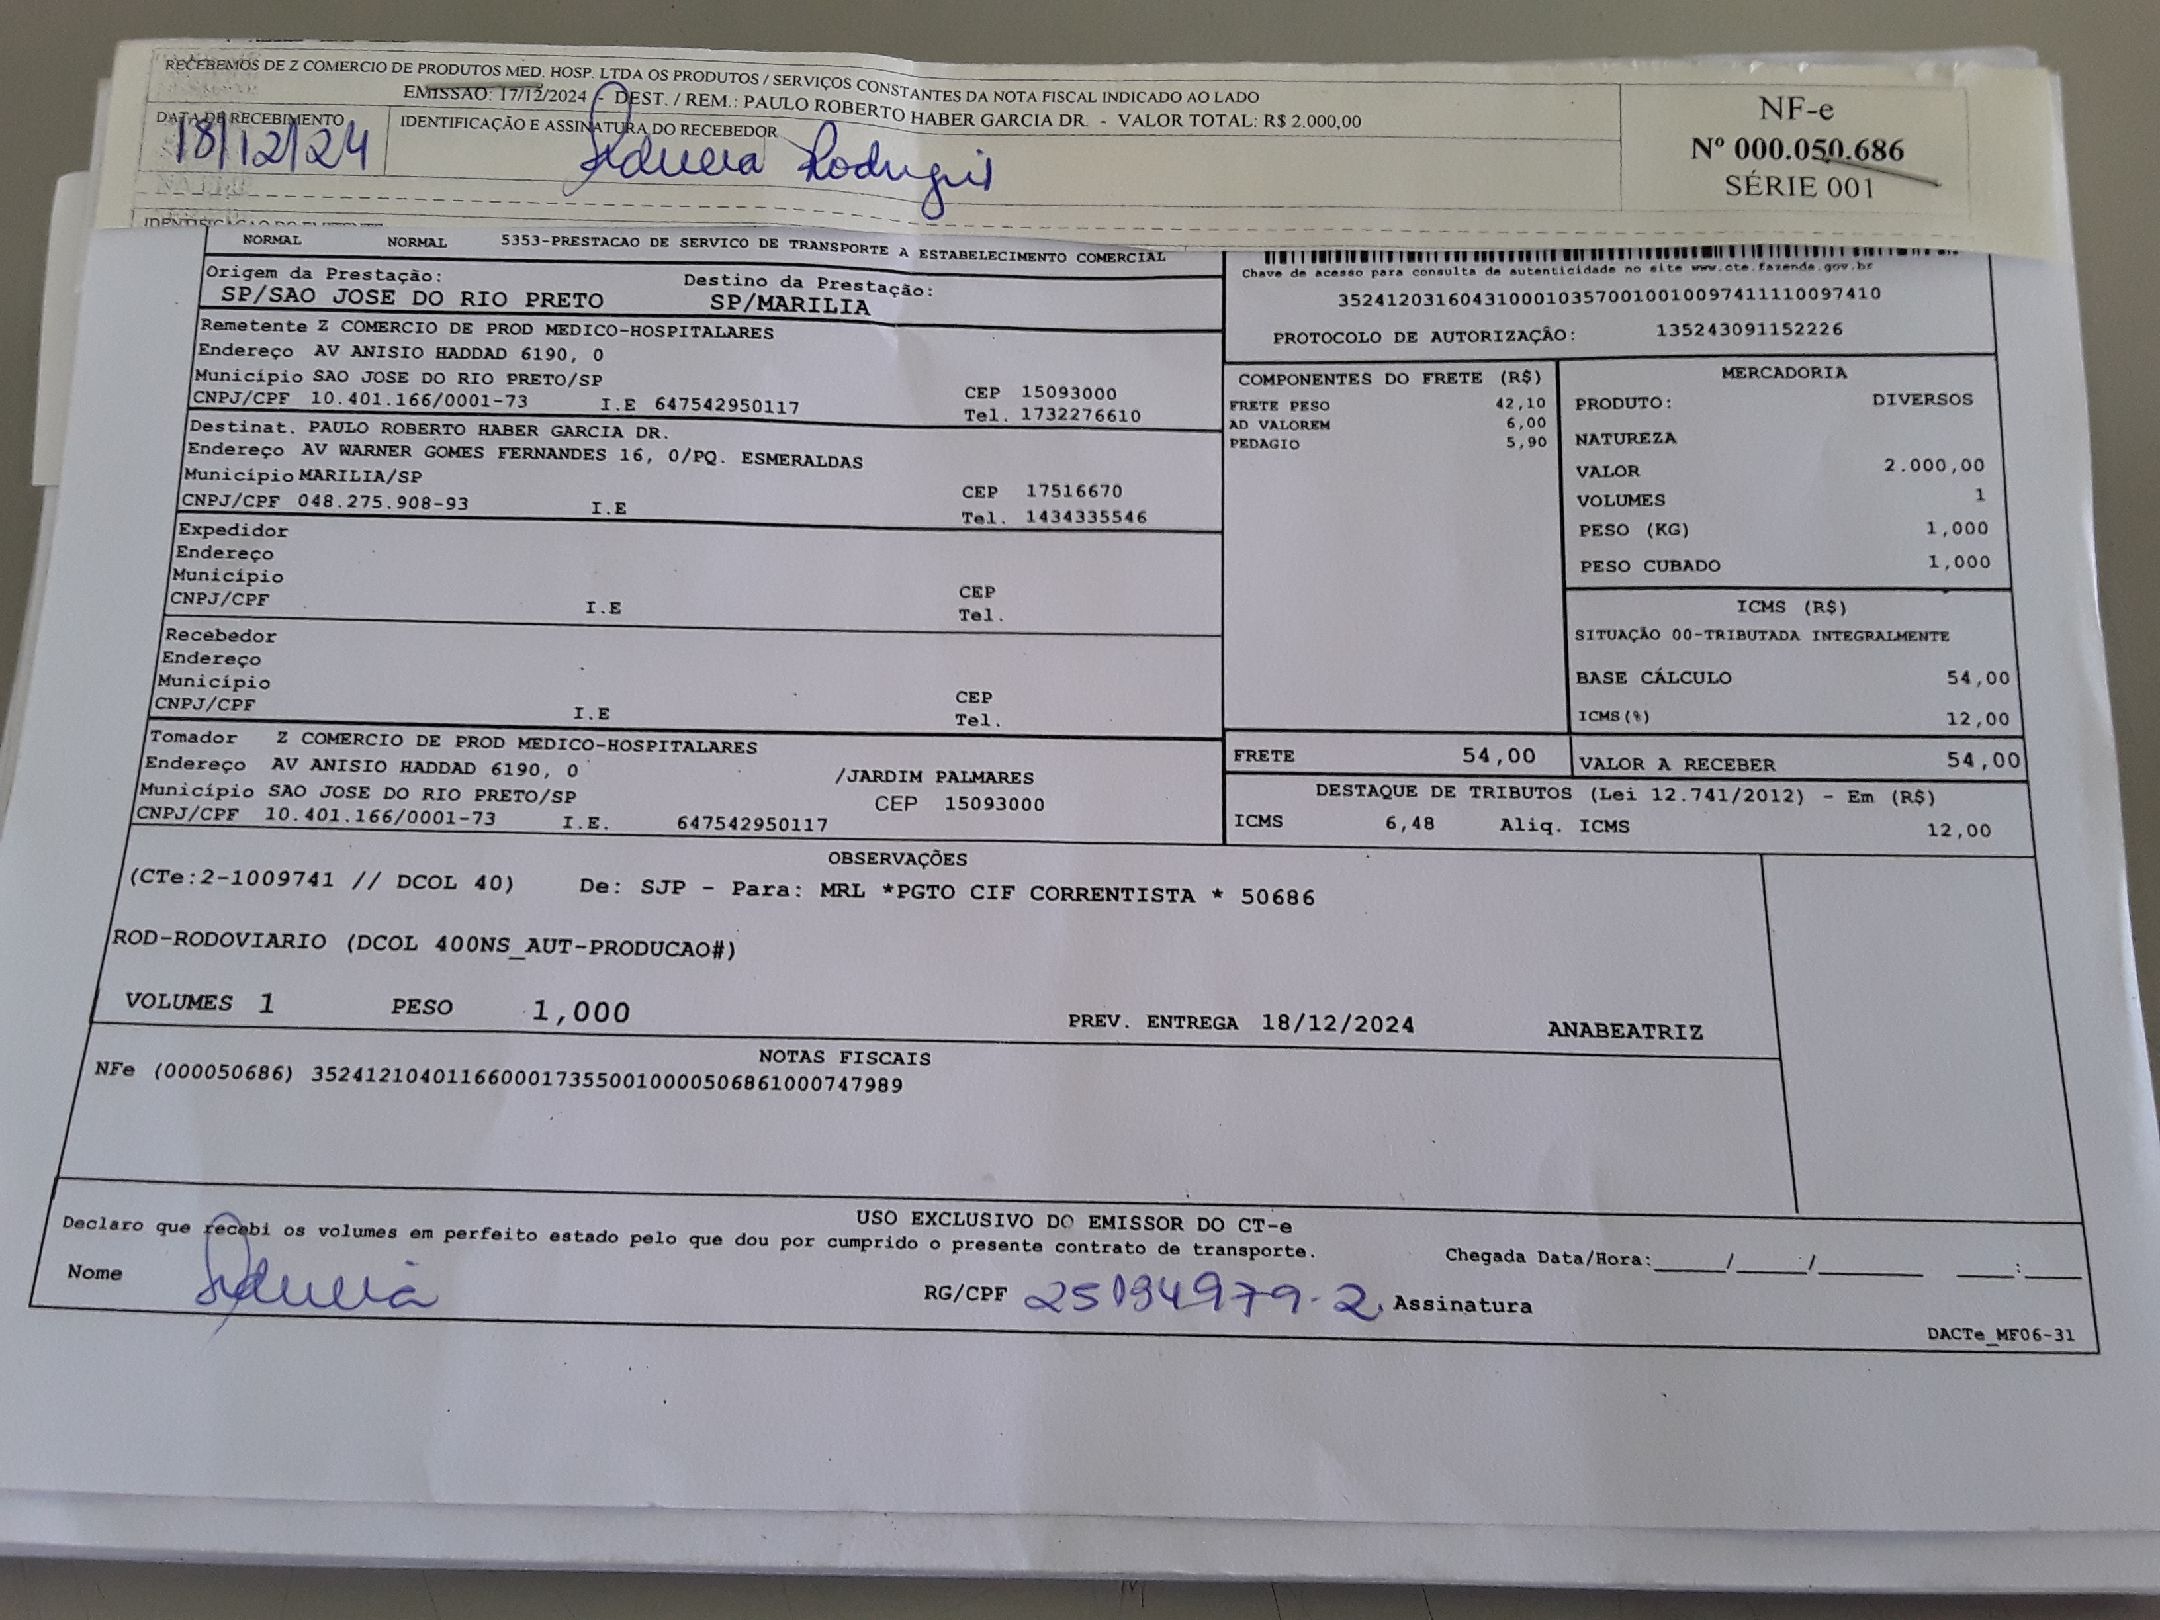 RECEBEMOS DE Z COMERCIO DE PRODUTOS MED. HOSP. LTDA OS PRODUTOS / SERVIÇOS CONSTANTES DA NOTA FISCAL INDICADO AO LADO
EMISSÃO: 17/12/2024 - DEST. / REM.: PAULO ROBERTO HABER GARCIA DR. - VALOR TOTAL: R$ 2.000,00
DATA DE RECEBIMENTO
18/12/24
IDENTIFICAÇÃO E ASSINATURA DO RECEBEDOR
NF-e
Nº 000.050.686
SÉRIE 001
IDENTIFICAÇÃO DO EMITENTE
NORMAL NORMAL 5353-PRESTACAO DE SERVICO DE TRANSPORTE A ESTABELECIMENTO COMERCIAL
Origem da Prestação: Destino da Prestação:
SP/SAO JOSE DO RIO PRETO SP/MARILIA
Chave de acesso para consulta de autenticidade no site www.cte.fazende.gov.br
35241203160431000103570010010097411110097410
PROTOCOLO DE AUTORIZAÇÃO: 135243091152226
Remetente Z COMERCIO DE PROD MEDICO-HOSPITALARES
Endereço AV ANISIO HADDAD 6190, 0
Município SAO JOSE DO RIO PRETO/SP CEP 15093000
CNPJ/CPF 10.401.166/0001-73 I.E 647542950117 Tel. 1732276610
Destinat. PAULO ROBERTO HABER GARCIA DR.
Endereço AV WARNER GOMES FERNANDES 16, 0/PQ. ESMERALDAS
Município MARILIA/SP CEP 17516670
CNPJ/CPF 048.275.908-93 I.E Tel. 1434335546
Expedidor
Endereço
Município CEP
CNPJ/CPF I.E Tel.
Recebedor
Endereço
Município CEP
CNPJ/CPF I.E Tel.
Tomador Z COMERCIO DE PROD MEDICO-HOSPITALARES
Endereço AV ANISIO HADDAD 6190, 0 /JARDIM PALMARES
Município SAO JOSE DO RIO PRETO/SP CEP 15093000
CNPJ/CPF 10.401.166/0001-73 I.E. 647542950117
COMPONENTES DO FRETE (R$)
FRETE PESO 42,10
AD VALOREM 6,00
PEDAGIO 5,90
MERCADORIA
PRODUTO: DIVERSOS
NATUREZA
VALOR 2.000,00
VOLUMES 1
PESO (KG) 1,000
PESO CUBADO 1,000
ICMS (R$)
SITUAÇÃO 00-TRIBUTADA INTEGRALMENTE
BASE CÁLCULO 54,00
ICMS(%) 12,00
FRETE 54,00 VALOR A RECEBER 54,00
DESTAQUE DE TRIBUTOS (Lei 12.741/2012) - Em (R$)
ICMS 6,48 Aliq. ICMS 12,00
OBSERVAÇÕES
(CTe:2-1009741 // DCOL 40) De: SJP - Para: MRL *PGTO CIF CORRENTISTA * 50686
ROD-RODOVIARIO (DCOL 400NS_AUT-PRODUCAO#)
VOLUMES 1 PESO 1,000 PREV. ENTREGA 18/12/2024 ANABEATRIZ
NOTAS FISCAIS
NFe (000050686) 35241210401166000173550010000506861000747989
USO EXCLUSIVO DO EMISSOR DO CT-e
Declaro que recebi os volumes em perfeito estado pelo que dou por cumprido o presente contrato de transporte. Chegada Data/Hora:_____/_____/_______ ____:____
Nome RG/CPF 25194979-2 Assinatura
DACTe_MF06-31